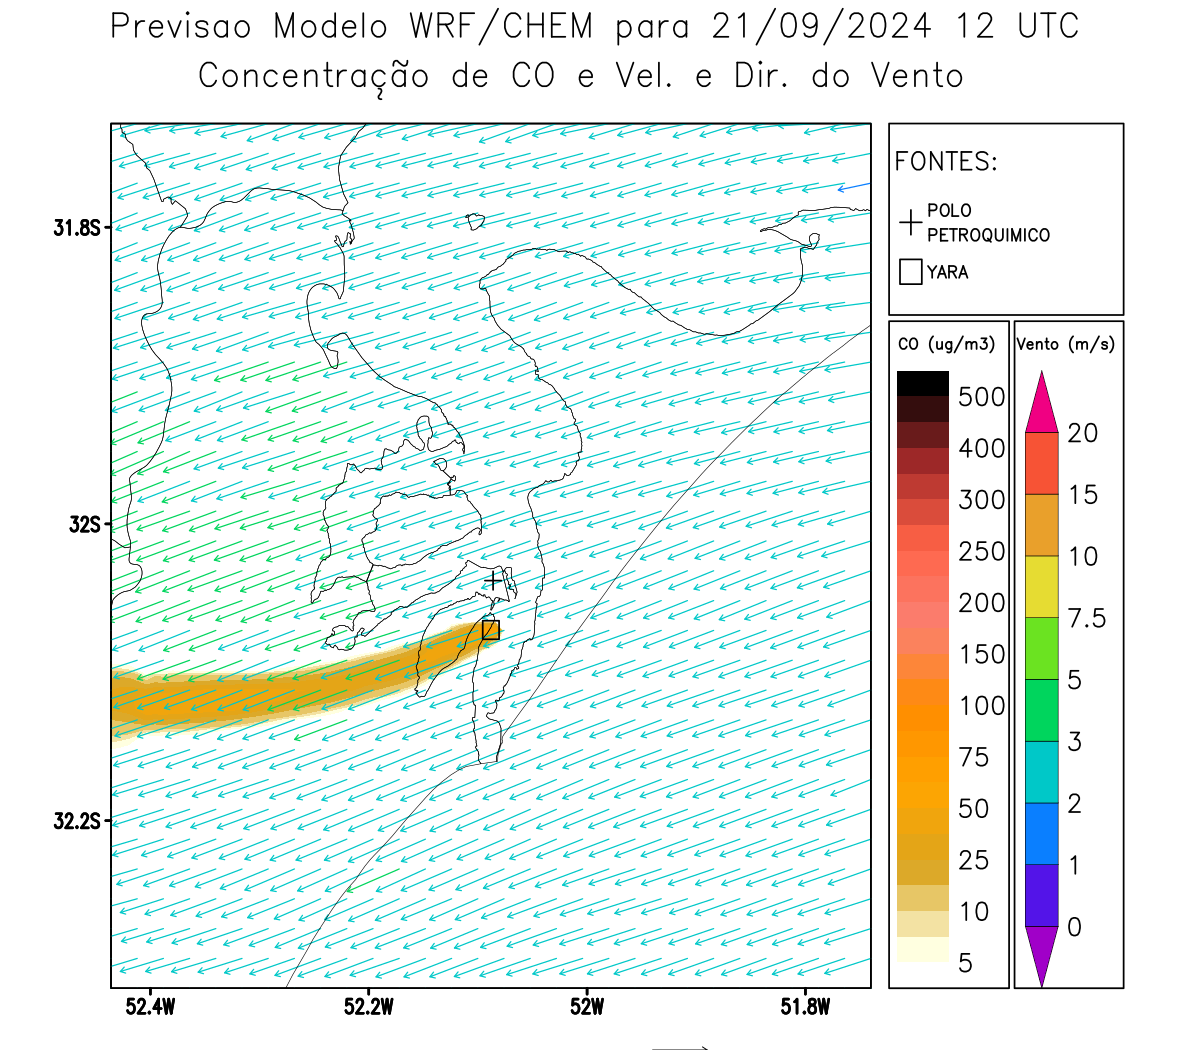 Previsao Modelo WRF/CHEM para 21/09/2024 12 UTC
Concentração de CO e Vel. e Dir. do Vento
FONTES:
POLO
PETROQUIMICO
YARA
31.8S
32S
32.2S
52.4W
52.2W
52W
51.8W
CO (ug/m3)
500
400
300
250
200
150
100
75
50
25
10
5
Vento (m/s)
20
15
10
7.5
5
3
2
1
0